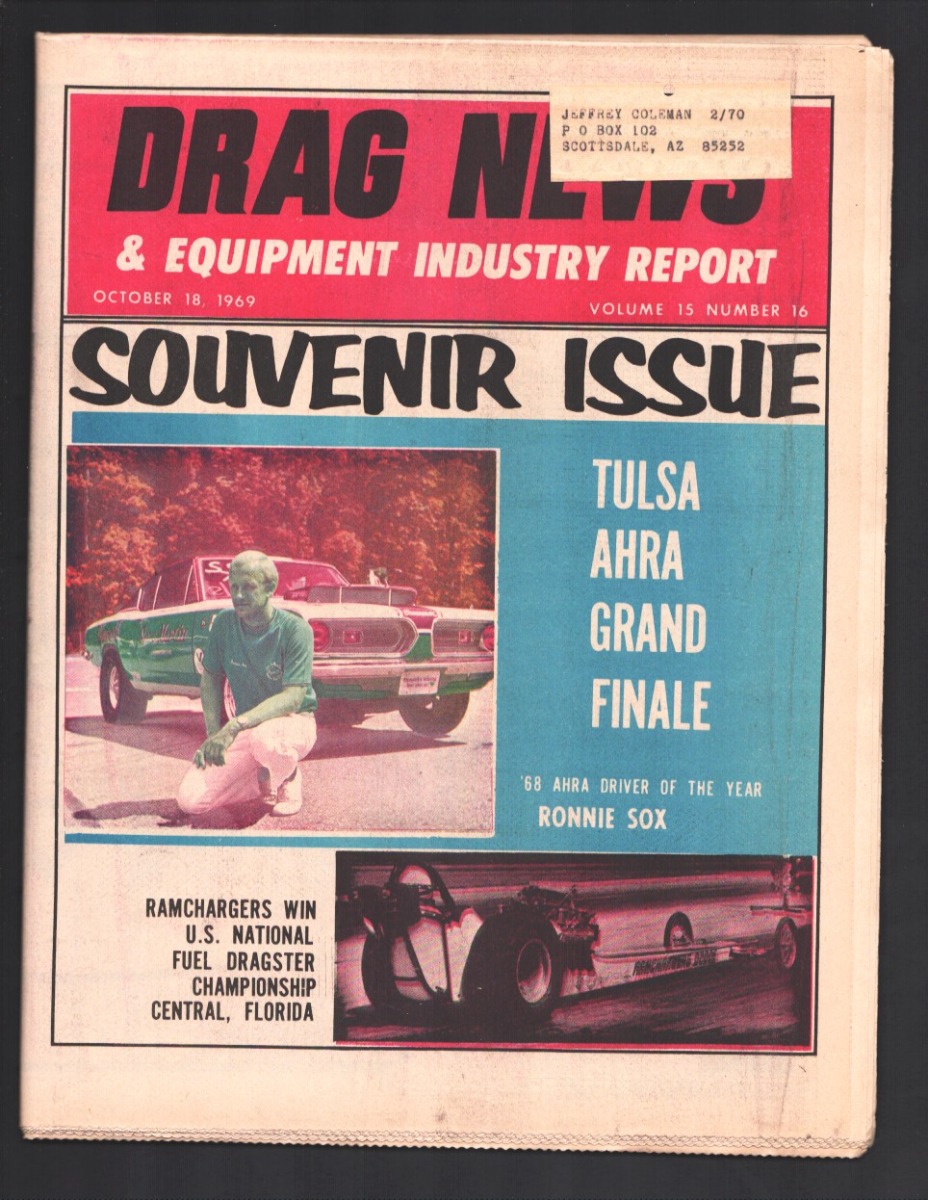 DRAG NEWS
JEFFREY COLEMAN 2/70
P O BOX 102
SCOTTSDALE, AZ 85252
& EQUIPMENT INDUSTRY REPORT
OCTOBER 18, 1969
VOLUME 15 NUMBER 16
SOUVENIR ISSUE
TULSA
AHRA
GRAND
FINALE
'68 AHRA DRIVER OF THE YEAR
RONNIE SOX
RAMCHARGERS WIN
U.S. NATIONAL
FUEL DRAGSTER
CHAMPIONSHIP
CENTRAL, FLORIDA